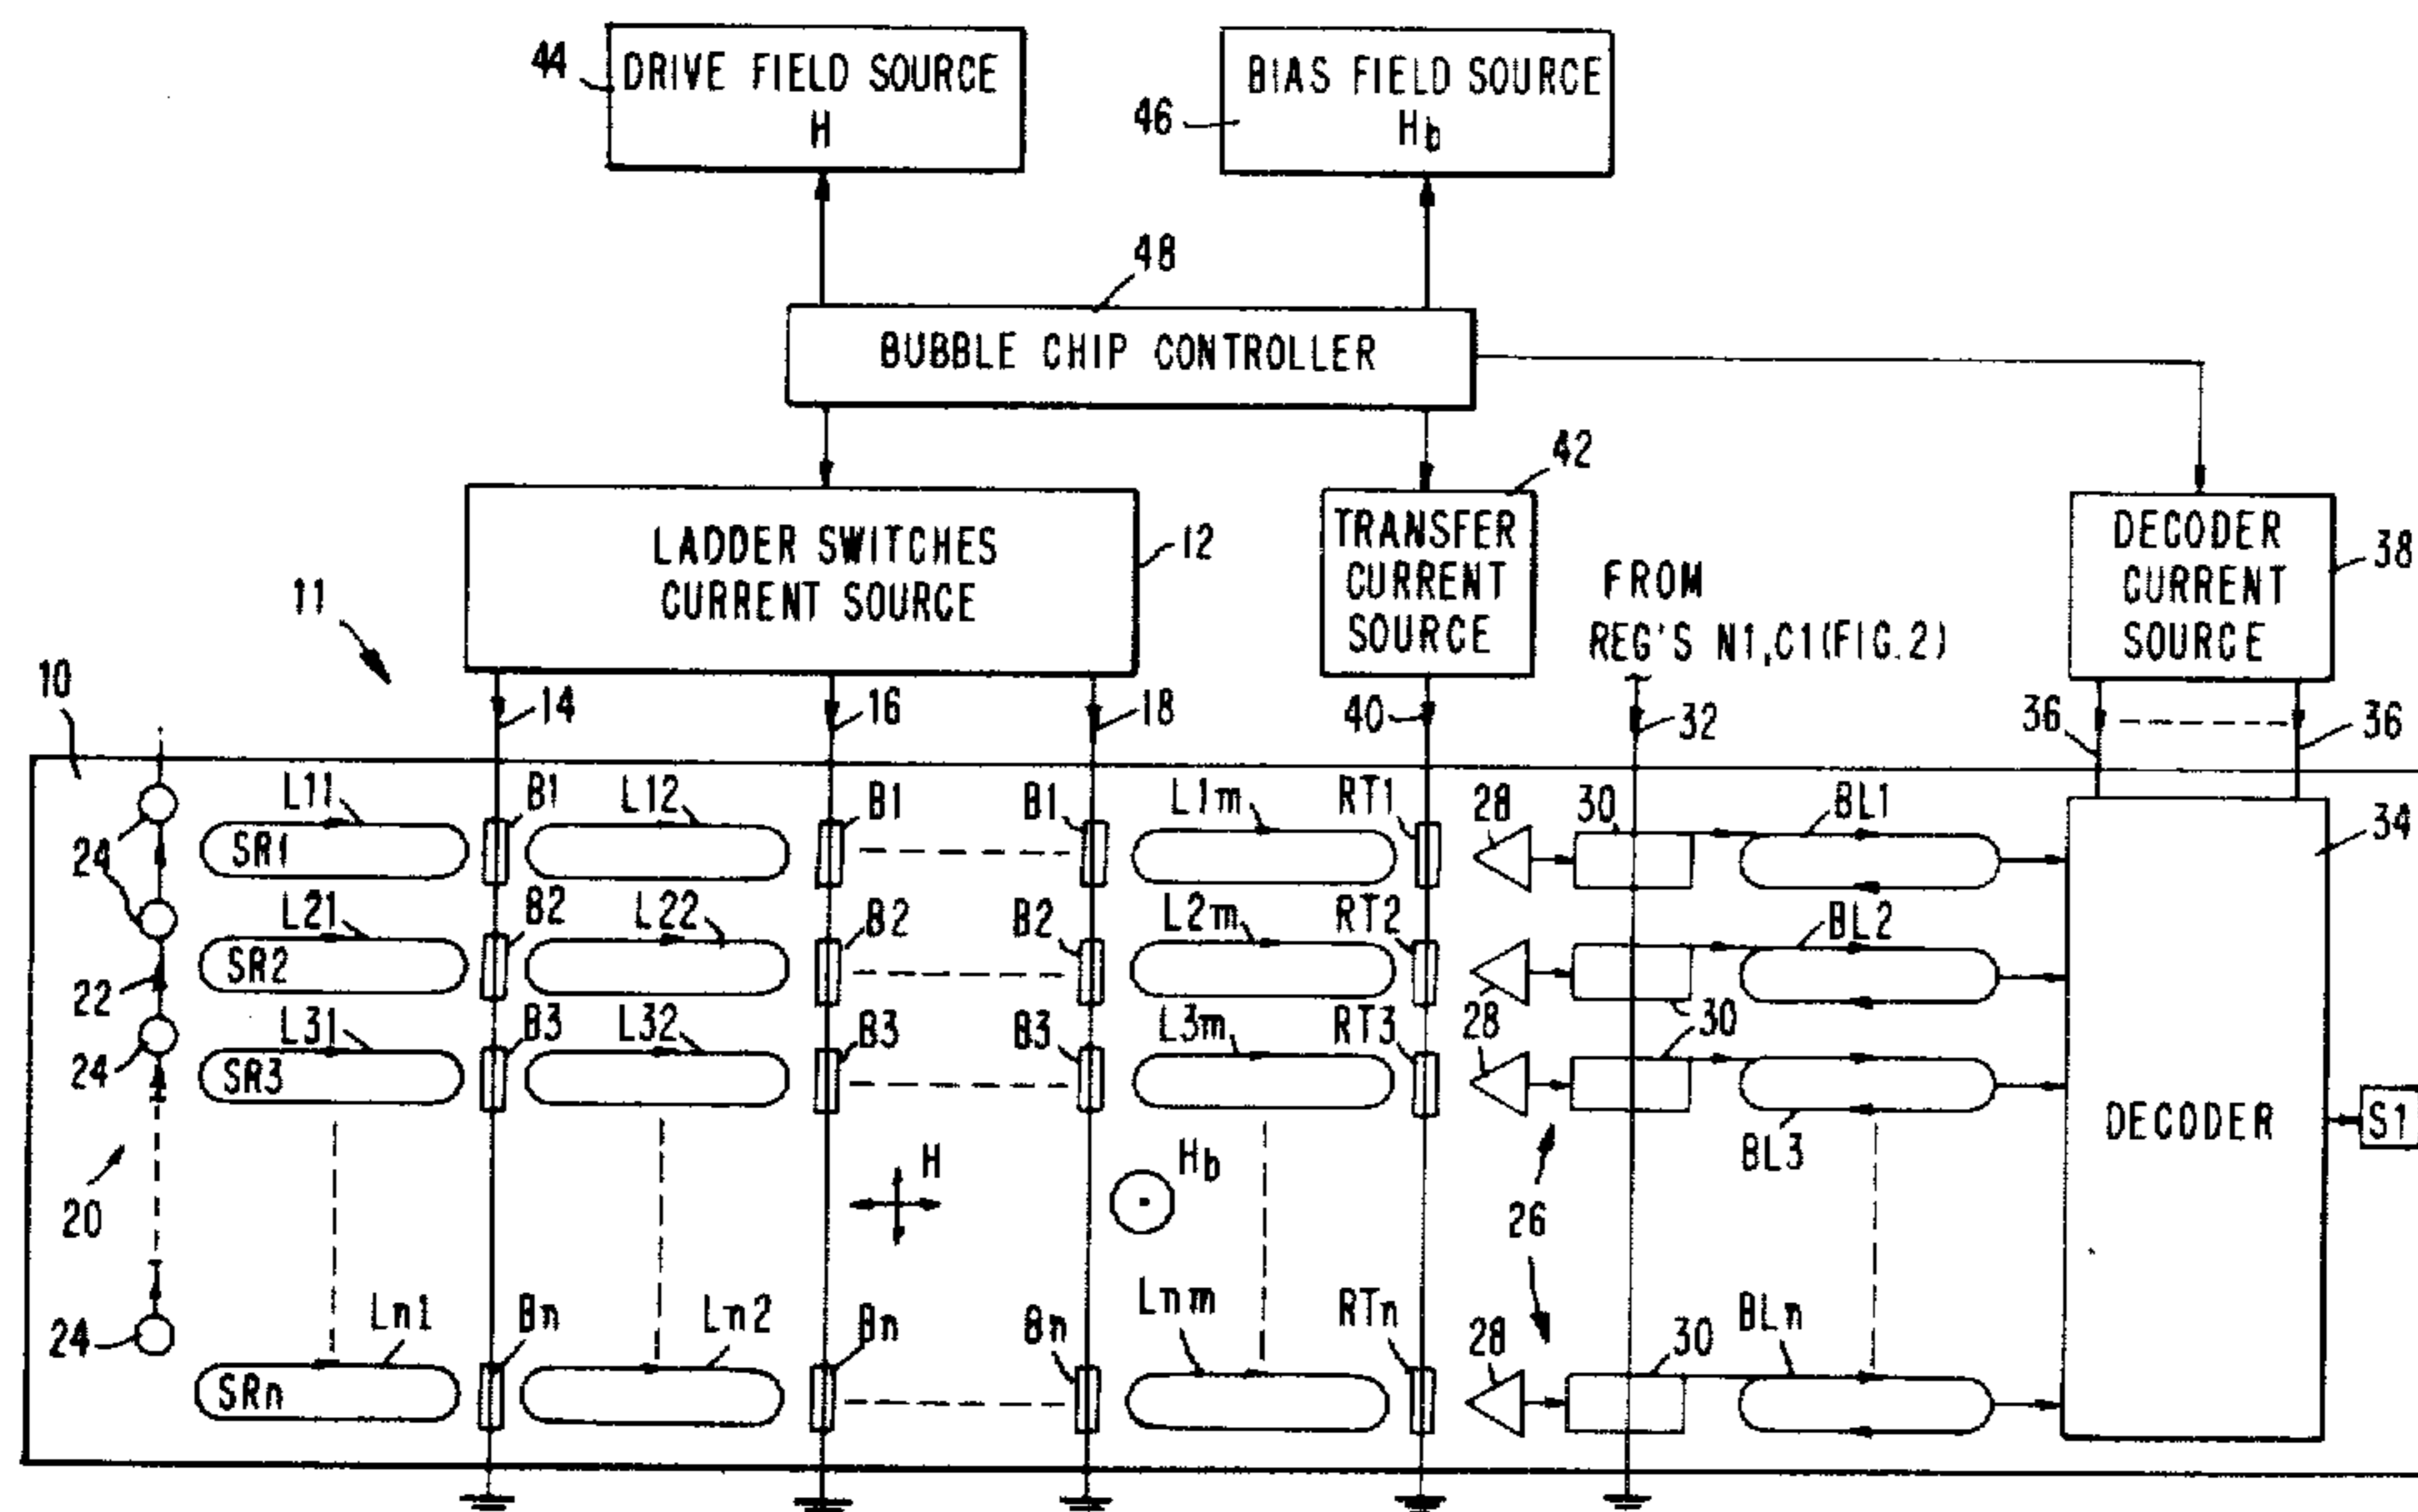 44
DRIVE FIELD SOURCE
H
46
BIAS FIELD SOURCE
Hb
48
BUBBLE CHIP CONTROLLER
LADDER SWITCHES
CURRENT SOURCE
12
42
TRANSFER
CURRENT
SOURCE
FROM
REG'S N1,C1(FIG.2)
DECODER
CURRENT
SOURCE
38
11
10
14
16
18
40
32
36
36
L11
B1
L12
B1
B1
L1m
RT1
28
30
BL1
34
24
SR1
L21
B2
L22
B2
B2
L2m
RT2
BL2
SR2
22
L31
B3
L32
B3
B3
L3m
RT3
28
30
24
SR3
28
DECODER
S1
BL3
20
H
Hb
26
Ln1
Bn
Ln2
Bn
Bn
Lnm
RTn
28
30
BLn
24
SRn